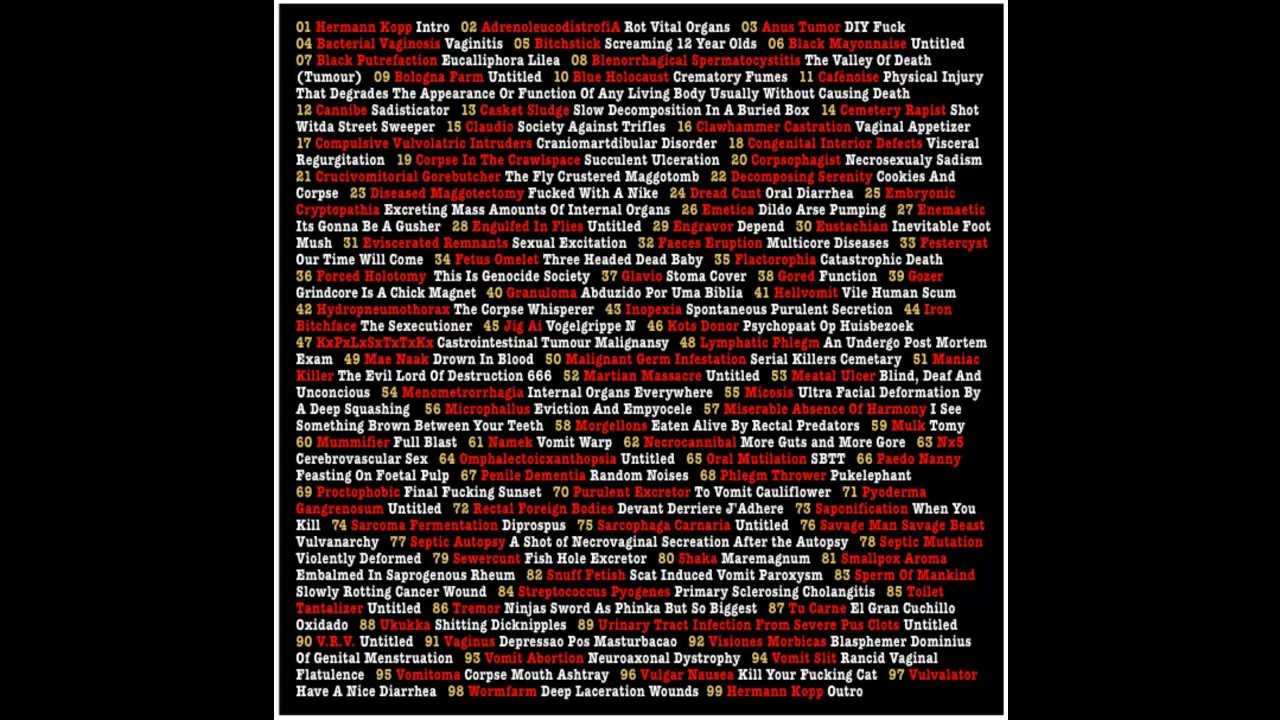 01 Hermann Kopp Intro 02 AdrenoleucodistrofiA Rot Vital Organs 03 Anus Tumor DIY Fuck
04 Bacterial Vaginosis Vaginitis 05 Bitchstick Screaming 12 Year Olds 06 Black Mayonnaise Untitled
07 Black Putrefaction Eucalliphora Lilea 08 Blenorrhagical Spermatocystitis The Valley Of Death
(Tumour) 09 Bologna Farm Untitled 10 Blue Holocaust Crematory Fumes 11 Cafénoise Physical Injury
That Degrades The Appearance Or Function Of Any Living Body Usually Without Causing Death
12 Cannibe Sadisticator 13 Casket Sludge Slow Decomposition In A Buried Box 14 Cemetery Rapist Shot
Witda Street Sweeper 15 Claudio Society Against Trifles 16 Clawhammer Castration Vaginal Appetizer
17 Compulsive Vulvolatric Intruders Craniomartdibular Disorder 18 Congenital Interior Defects Visceral
Regurgitation 19 Corpse In The Crawlspace Succulent Ulceration 20 Corpsophagist Necrosexualy Sadism
21 Crucivomitorial Gorebutcher The Fly Crustered Maggotomb 22 Decomposing Serenity Cookies And
Corpse 23 Diseased Maggotectomy Fucked With A Nike 24 Dread Cunt Oral Diarrhea 25 Embryonic
Cryptopathia Excreting Mass Amounts Of Internal Organs 26 Emetica Dildo Arse Pumping 27 Enemaetic
Its Gonna Be A Gusher 28 Engulfed In Flies Untitled 29 Engravor Depend 30 Eustachian Inevitable Foot
Mush 31 Eviscerated Remnants Sexual Excitation 32 Faeces Eruption Multicore Diseases 33 Festercyst
Our Time Will Come 34 Fetus Omelet Three Headed Dead Baby 35 Flactorophia Catastrophic Death
36 Forced Holotomy This Is Genocide Society 37 Glavio Stoma Cover 38 Gored Function 39 Gozer
Grindcore Is A Chick Magnet 40 Granuloma Abduzido Por Uma Biblia 41 Hellvomit Vile Human Scum
42 Hydropneumothorax The Corpse Whisperer 43 Inopexia Spontaneous Purulent Secretion 44 Iron
Bitchface The Sexecutioner 45 Jig Ai Vogelgrippe N 46 Kots Donor Psychopaat Op Huisbezoek
47 KxPxLxSxTxTxKx Castrointestinal Tumour Malignansy 48 Lymphatic Phlegm An Undergo Post Mortem
Exam 49 Mae Naak Drown In Blood 50 Malignant Germ Infestation Serial Killers Cemetary 51 Maniac
Killer The Evil Lord Of Destruction 666 52 Martian Massacre Untitled 53 Meatal Ulcer Blind, Deaf And
Unconcious 54 Menometrorrhagia Internal Organs Everywhere 55 Micosis Ultra Facial Deformation By
A Deep Squashing 56 Microphallus Eviction And Empyocele 57 Miserable Absence Of Harmony I See
Something Brown Between Your Teeth 58 Morgellons Eaten Alive By Rectal Predators 59 Mulk Tomy
60 Mummifier Full Blast 61 Namek Vomit Warp 62 Necrocannibal More Guts and More Gore 63 Nx5
Cerebrovascular Sex 64 Omphalectoicxanthopsia Untitled 65 Oral Mutilation SBTT 66 Paedo Nanny
Feasting On Foetal Pulp 67 Penile Dementia Random Noises 68 Phlegm Thrower Pukelephant
69 Proctophobic Final Fucking Sunset 70 Purulent Excretor To Vomit Cauliflower 71 Pyoderma
Gangrenosum Untitled 72 Rectal Foreign Bodies Devant Derriere J'Adhere 73 Saponification When You
Kill 74 Sarcoma Fermentation Diprospus 75 Sarcophaga Carnaria Untitled 76 Savage Man Savage Beast
Vulvanarchy 77 Septic Autopsy A Shot of Necrovaginal Secreation After the Autopsy 78 Septic Mutation
Violently Deformed 79 Sewercunt Fish Hole Excretor 80 Shaka Maremagnum 81 Smallpox Aroma
Embalmed In Saprogenous Rheum 82 Snuff Fetish Scat Induced Vomit Paroxysm 83 Sperm Of Mankind
Slowly Rotting Cancer Wound 84 Streptococcus Pyogenes Primary Sclerosing Cholangitis 85 Toilet
Tantalizer Untitled 86 Tremor Ninjas Sword As Phinka But So Biggest 87 Tu Carne El Gran Cuchillo
Oxidado 88 Ukukka Shitting Dicknipples 89 Urinary Tract Infection From Severe Pus Clots Untitled
90 V.R.V. Untitled 91 Vaginus Depressao Pos Masturbacao 92 Visiones Morbicas Blasphemer Dominius
Of Genital Menstruation 93 Vomit Abortion Neuroaxonal Dystrophy 94 Vomit Slit Rancid Vaginal
Flatulence 95 Vomitoma Corpse Mouth Ashtray 96 Vulgar Nausea Kill Your Fucking Cat 97 Vulvalator
Have A Nice Diarrhea 98 Wormfarm Deep Laceration Wounds 99 Hermann Kopp Outro